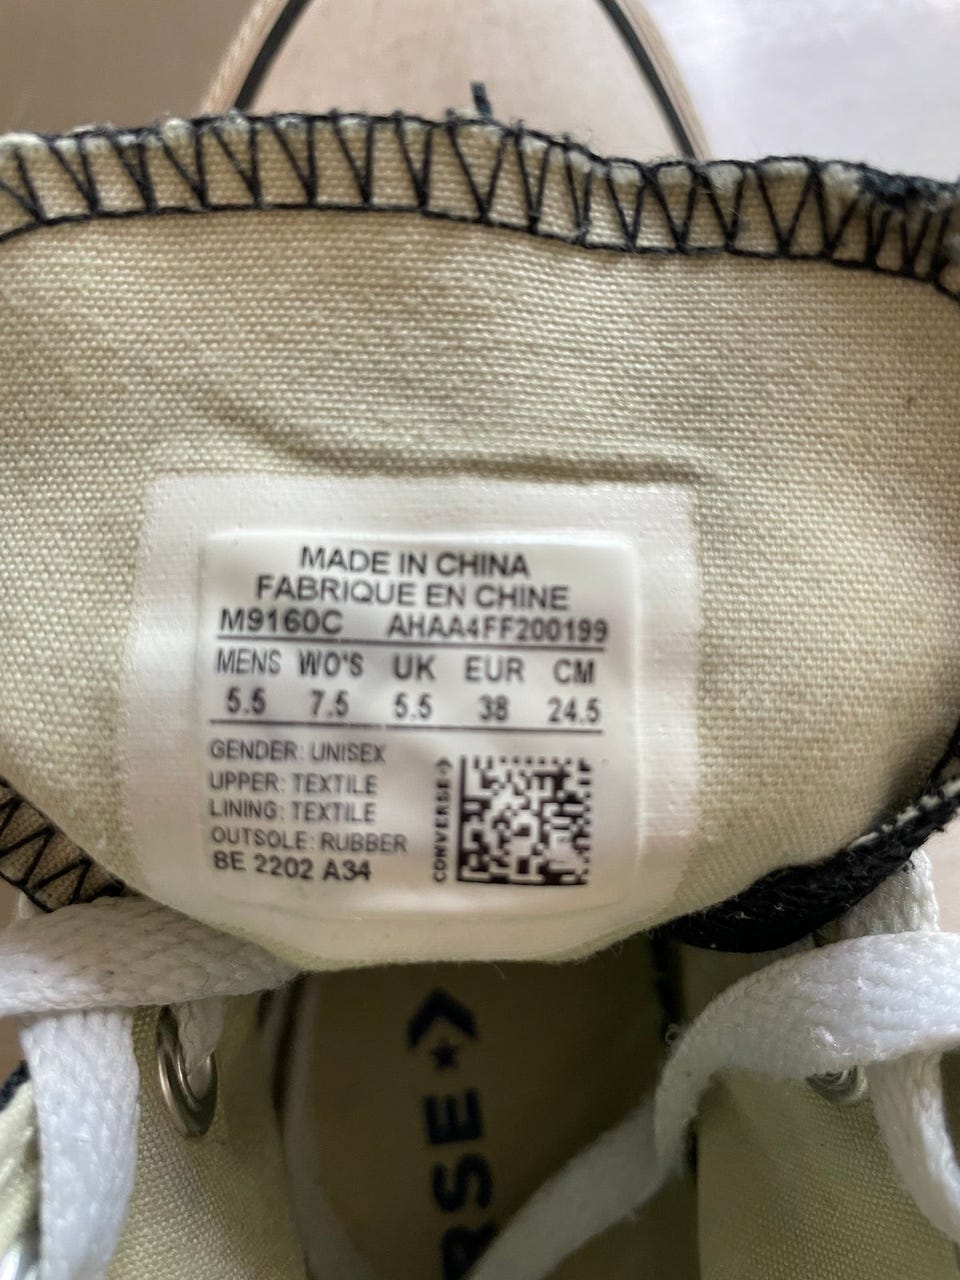 MADE IN CHINA
FABRIQUE EN CHINE
M9160C AHAA4FF200199
MENS WO'S UK EUR CM
5.5 7.5 5.5 38 24.5
GENDER: UNISEX
UPPER: TEXTILE
LINING: TEXTILE
OUTSOLE: RUBBER
BE 2202 A34
CONVERSE
RSE